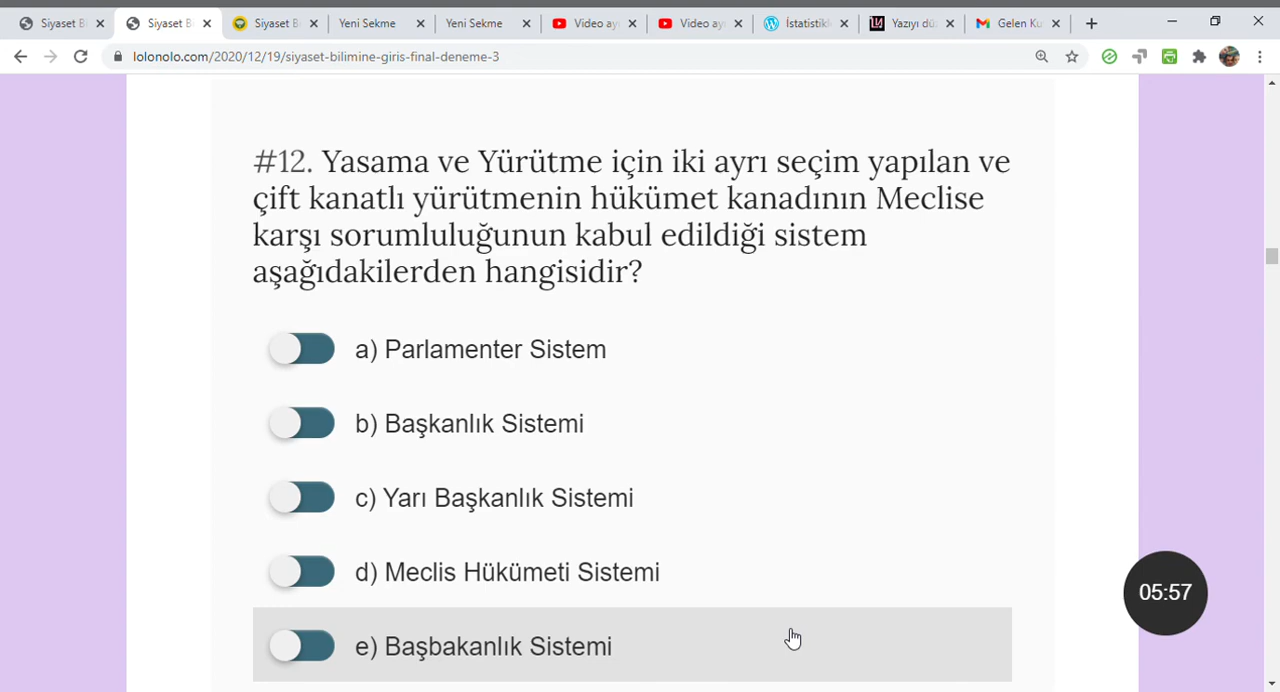 Siyaset B
Siyaset B
Siyaset B
Yeni Sekme
Yeni Sekme
Video ay
Video ay
İstatistik
Yazıyı dü
Gelen Ku
lolonolo.com/2020/12/19/siyaset-bilimine-giris-final-deneme-3
#12. Yasama ve Yürütme için iki ayrı seçim yapılan ve
çift kanatlı yürütmenin hükümet kanadının Meclise
karşı sorumluluğunun kabul edildiği sistem
aşağıdakilerden hangisidir?
a) Parlamenter Sistem
b) Başkanlık Sistemi
c) Yarı Başkanlık Sistemi
d) Meclis Hükümeti Sistemi
05:57
e) Başbakanlık Sistemi